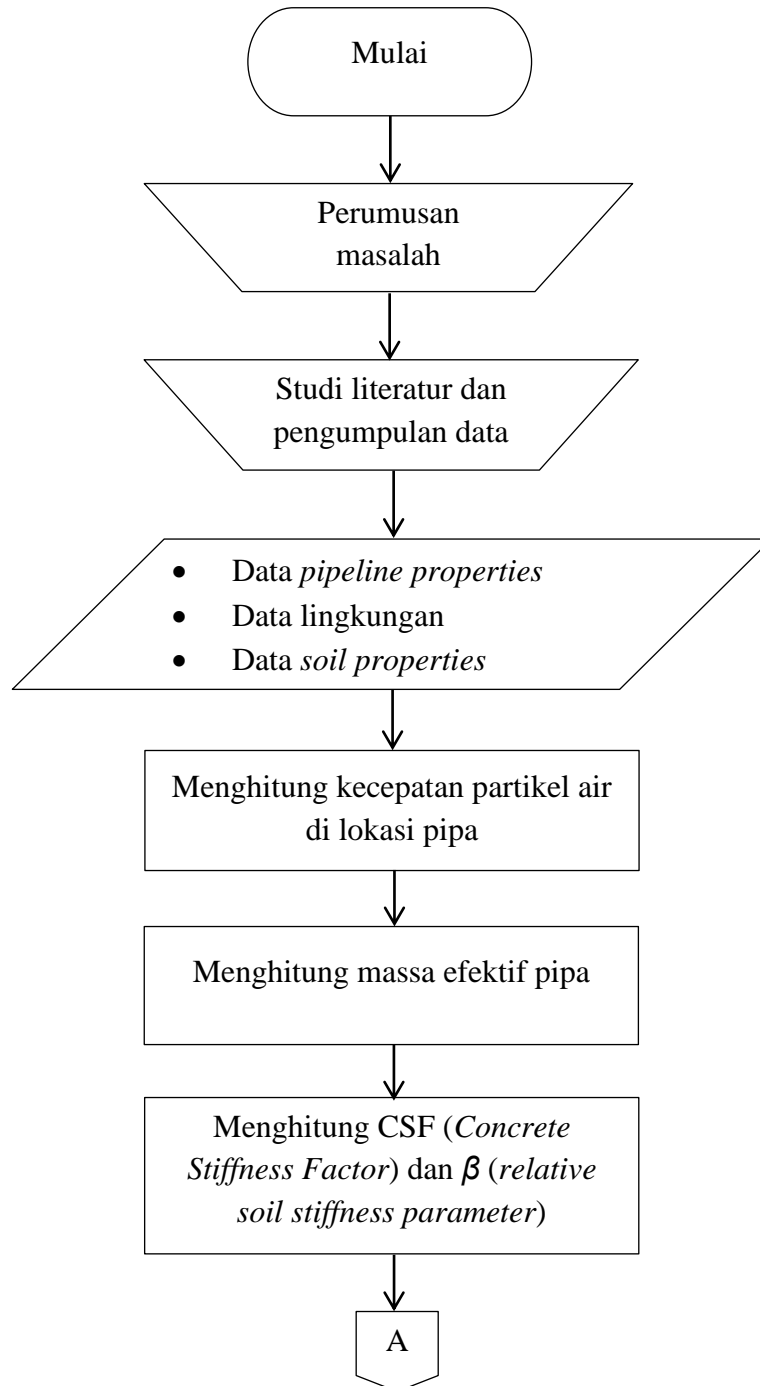 Mulai
Perumusan
masalah
Studi literatur dan
pengumpulan data
• Data pipeline properties
• Data lingkungan
• Data soil properties
Menghitung kecepatan partikel air
di lokasi pipa
Menghitung massa efektif pipa
Menghitung CSF (Concrete
Stiffness Factor) dan β (relative
soil stiffness parameter)
A